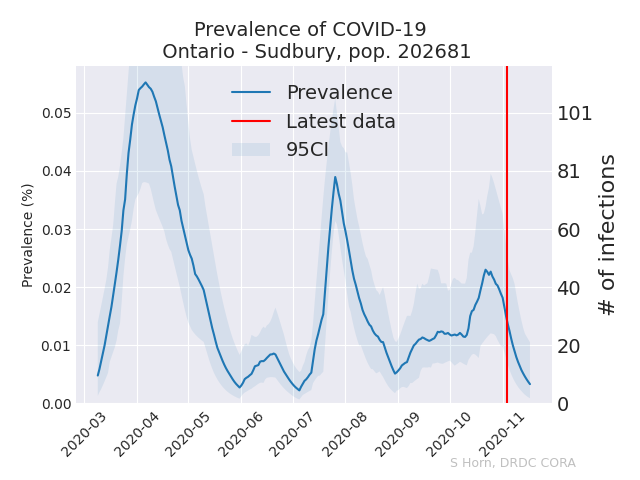 Prevalence of COVID-19
Ontario - Sudbury, pop. 202681
Prevalence
Latest data
95CI
Prevalence (%)
0.05
0.04
0.03
0.02
0.01
0.00
101
81
60
40
20
0
# of infections
2020-03
2020-04
2020-05
2020-06
2020-07
2020-08
2020-09
2020-10
2020-11
S Horn, DRDC CORA